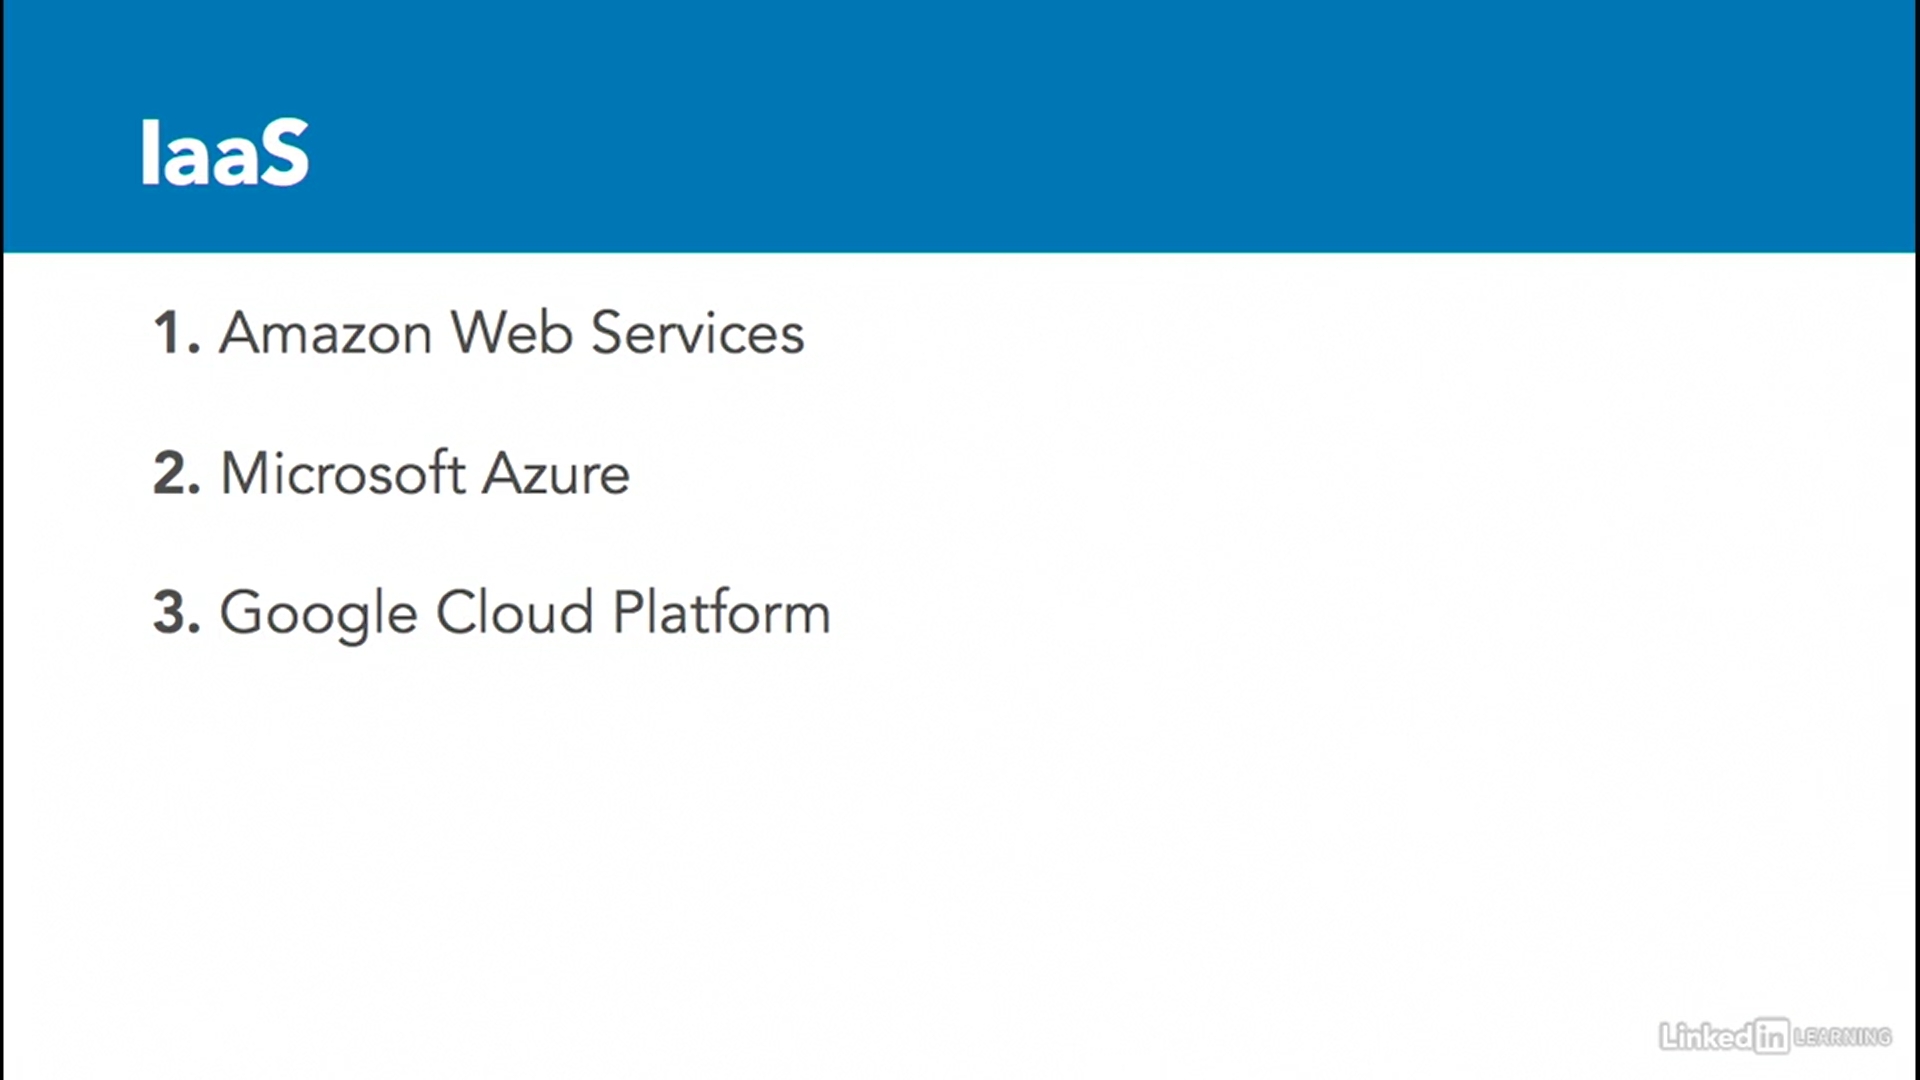 IaaS
1. Amazon Web Services
2. Microsoft Azure
3. Google Cloud Platform
Linked in LEARNING